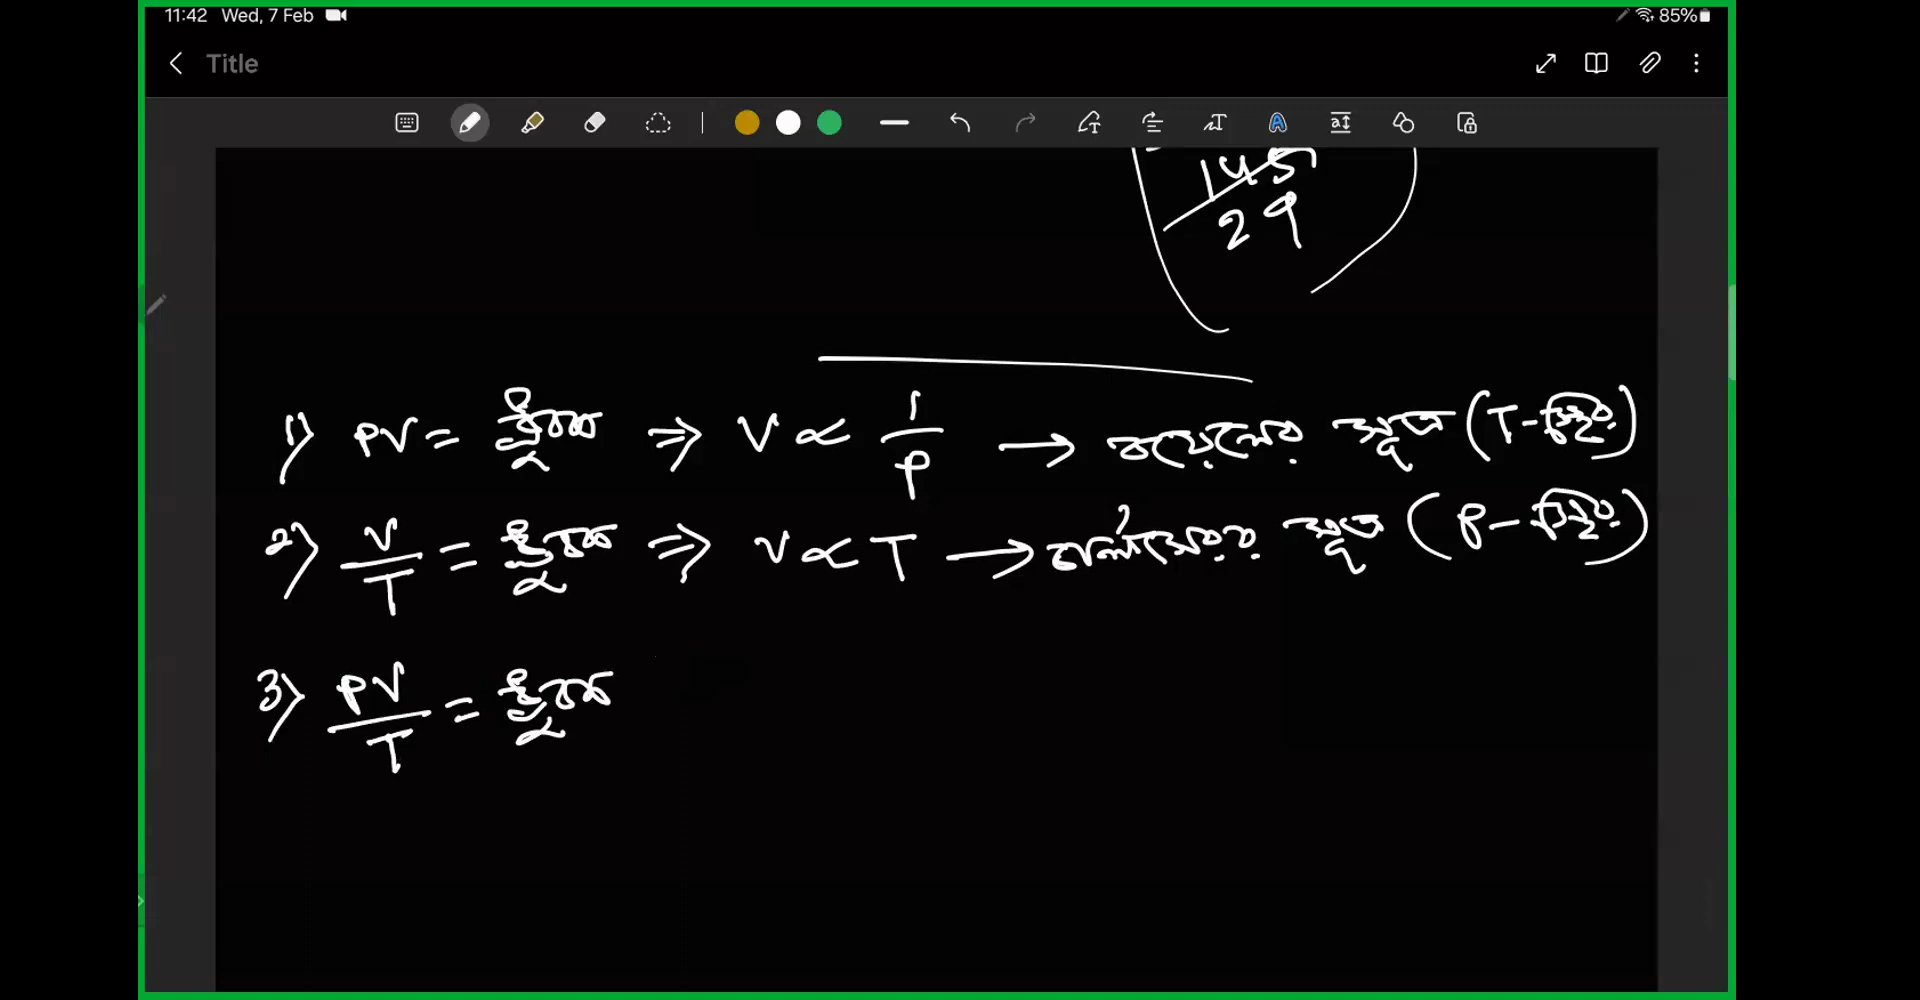 11:42 Wed, 7 Feb 85%
Title
145
29
1) PV = ধ্রুবক ⇒ V ∝ 1/P → বয়েলের সূত্র (T-স্থির)
2) V/T = ধ্রুবক ⇒ V ∝ T → চার্লসের সূত্র (P-স্থির)
3) PV/T = ধ্রুবক